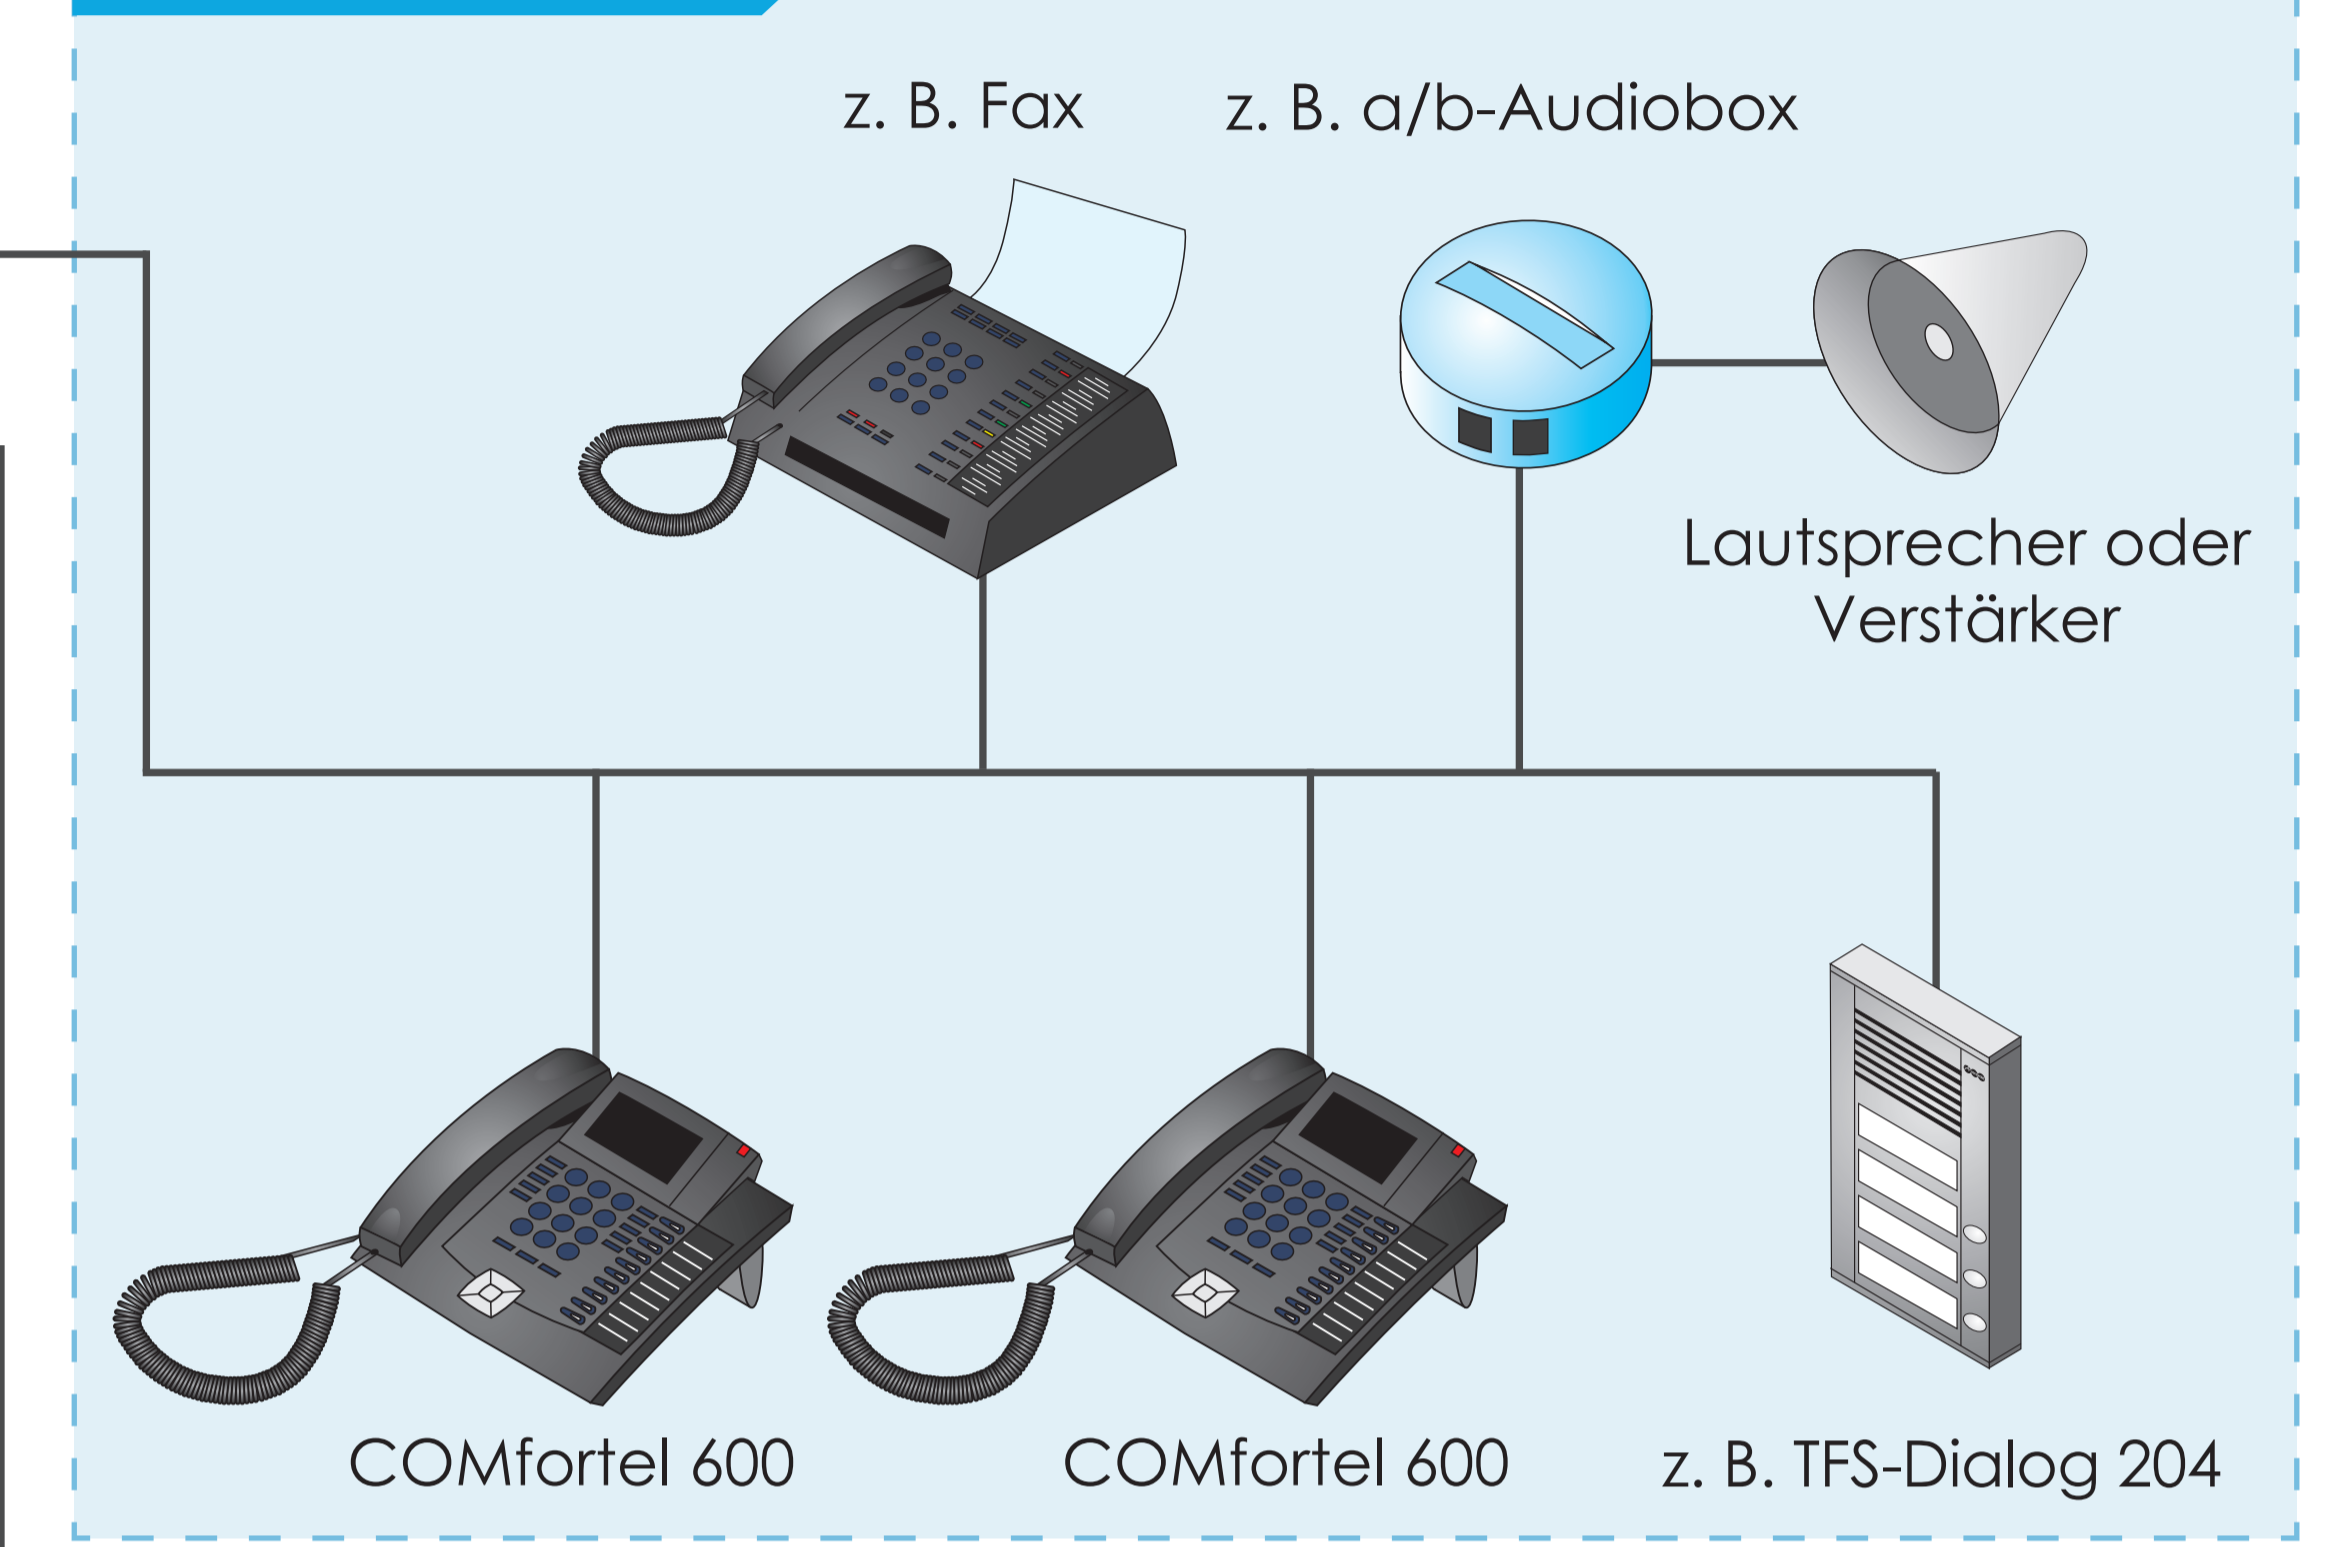 z. B. Fax
z. B. a/b-Audiobox
Lautsprecher oder
Verstärker
COMfortel 600
COMfortel 600
z. B. TFS-Dialog 204